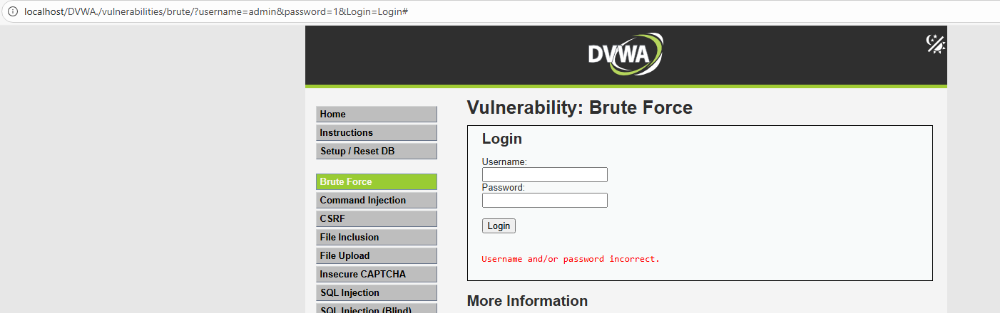 localhost/DVWA./vulnerabilities/brute/?username=admin&password=1&Login=Login#
DVWA
Home
Instructions
Setup / Reset DB
Brute Force
Command Injection
CSRF
File Inclusion
File Upload
Insecure CAPTCHA
SQL Injection
SQL Injection (Blind)
Vulnerability: Brute Force
Login
Username:
Password:
Login
Username and/or password incorrect.
More Information